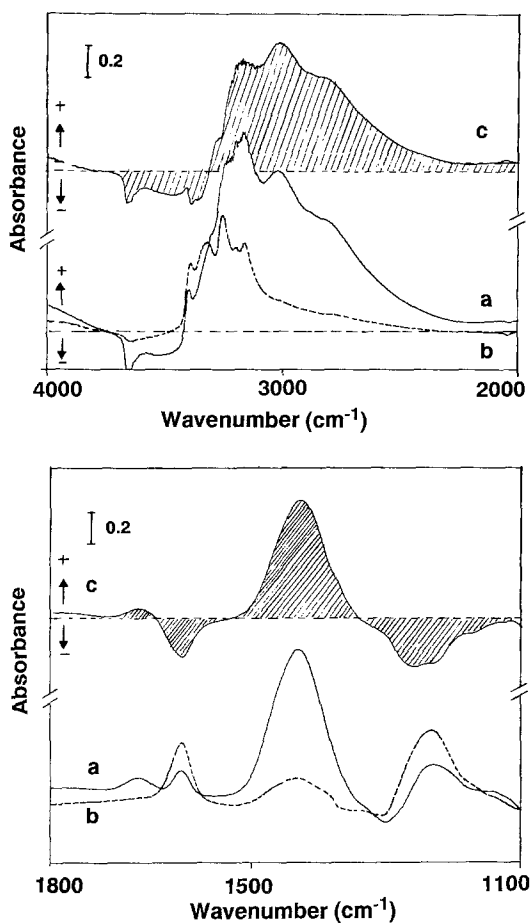 0.2
+
−
c
+
−
a
b
Absorbance
4000 3000 2000
Wavenumber (cm-1)
0.2
+
c
−
a
b
Absorbance
1800 1500 1100
Wavenumber (cm-1)